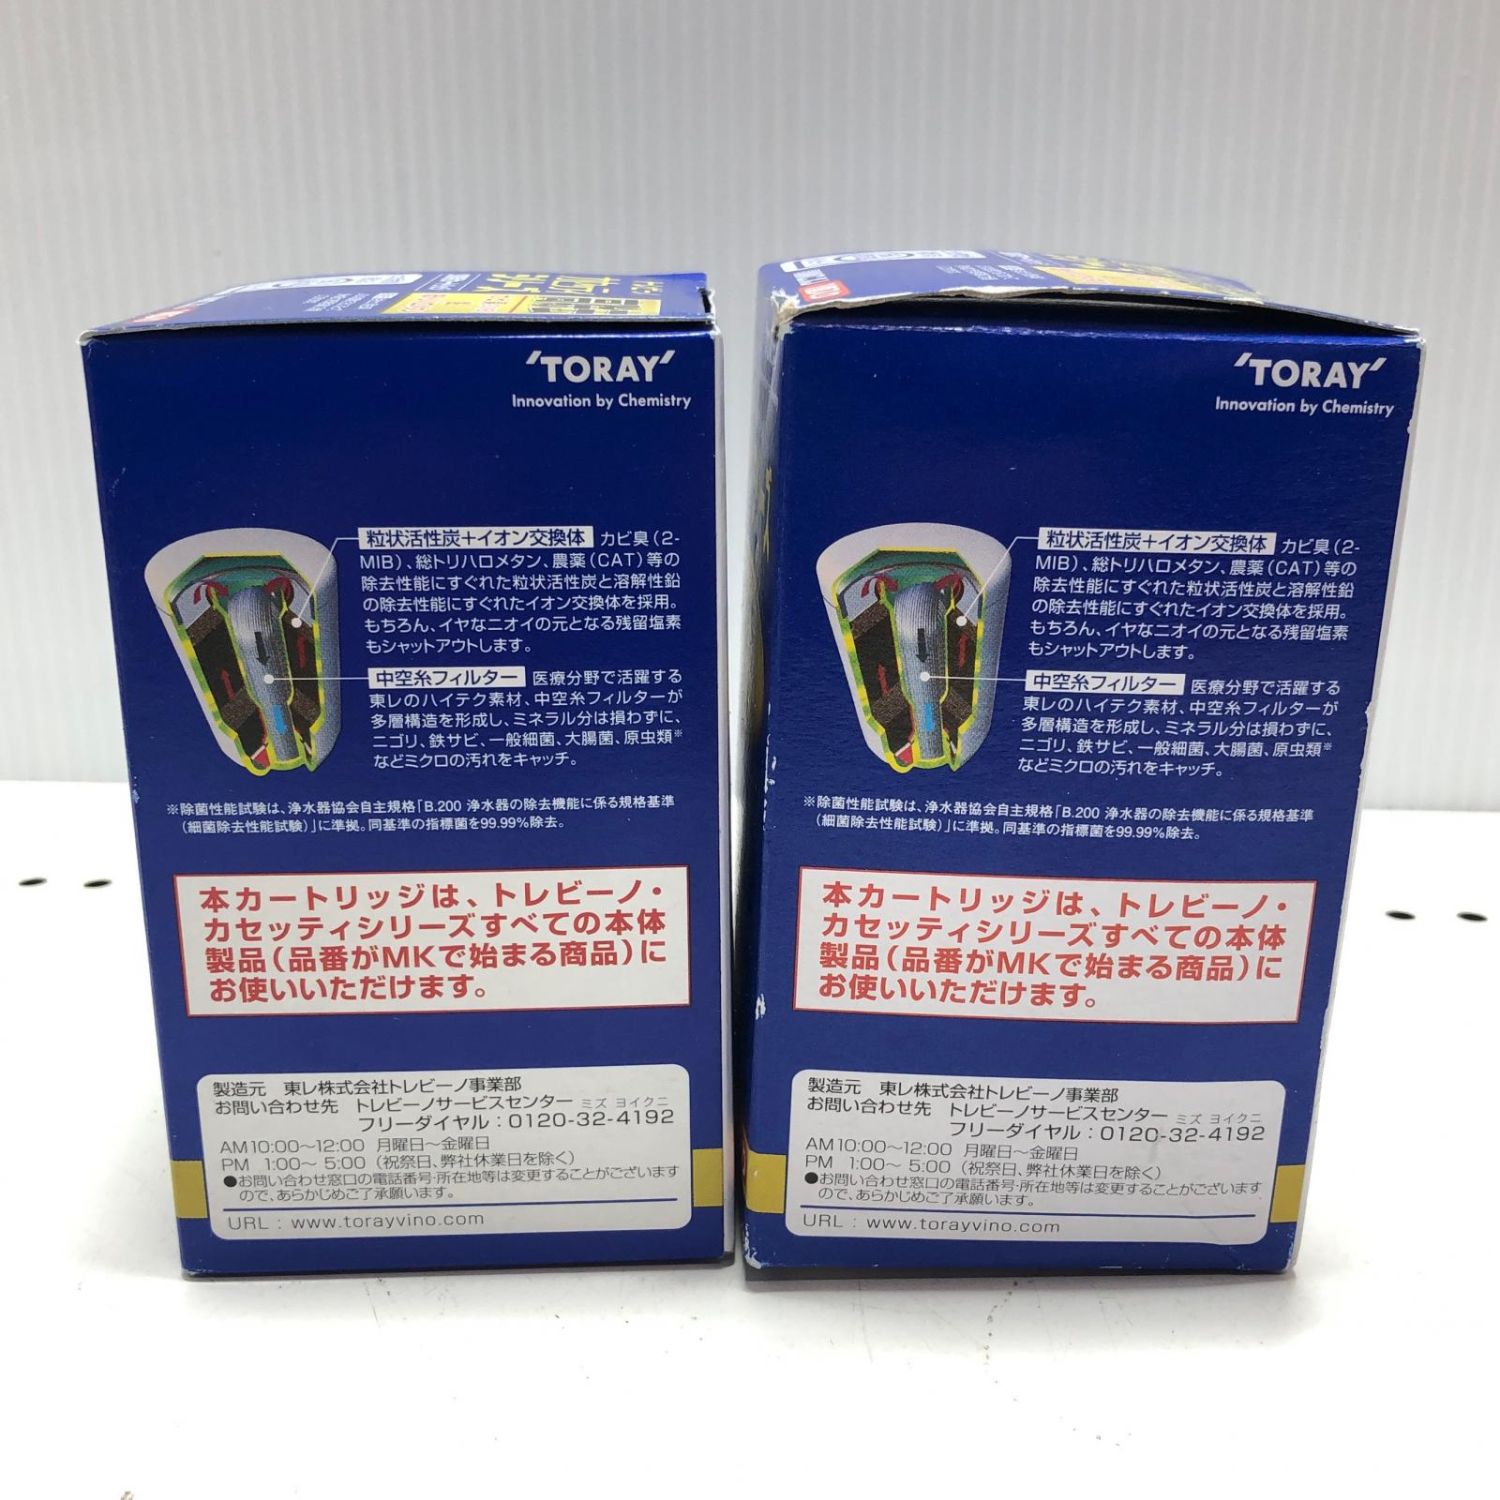 'TORAY'
Innovation by Chemistry
粒状活性炭+イオン交換体 カビ臭(2-
MIB)、総トリハロメタン、農薬(CAT)等の
除去性能にすぐれた粒状活性炭と溶解性鉛
の除去性能にすぐれたイオン交換体を採用。
もちろん、イヤなニオイの元となる残留塩素
もシャットアウトします。
中空糸フィルター 医療分野で活躍する
東レのハイテク素材、中空糸フィルターが
多層構造を形成し、ミネラル分は損わずに、
ニゴリ、鉄サビ、一般細菌、大腸菌、原虫類※
などミクロの汚れをキャッチ。
※除菌性能試験は、浄水器協会自主規格「B.200 浄水器の除去機能に係る規格基準
(細菌除去性能試験)」に準拠。同基準の指標菌を99.99%除去。
本カートリッジは、トレビーノ・
カセッティシリーズすべての本体
製品(品番がMKで始まる商品)に
お使いいただけます。
製造元 東レ株式会社トレビーノ事業部
お問い合わせ先 トレビーノサービスセンター ミズ ヨイクニ
フリーダイヤル:0120-32-4192
AM10:00～12:00 月曜日～金曜日
PM 1:00～ 5:00 (祝祭日、弊社休業日を除く)
●お問い合わせ窓口の電話番号・所在地等は変更することがございます
ので、あらかじめご了承願います。
URL : www.torayvino.com
'TORAY'
Innovation by Chemistry
粒状活性炭+イオン交換体 カビ臭(2-
MIB)、総トリハロメタン、農薬(CAT)等の
除去性能にすぐれた粒状活性炭と溶解性鉛
の除去性能にすぐれたイオン交換体を採用。
もちろん、イヤなニオイの元となる残留塩素
もシャットアウトします。
中空糸フィルター 医療分野で活躍する
東レのハイテク素材、中空糸フィルターが
多層構造を形成し、ミネラル分は損わずに、
ニゴリ、鉄サビ、一般細菌、大腸菌、原虫類※
などミクロの汚れをキャッチ。
※除菌性能試験は、浄水器協会自主規格「B.200 浄水器の除去機能に係る規格基準
(細菌除去性能試験)」に準拠。同基準の指標菌を99.99%除去。
本カートリッジは、トレビーノ・
カセッティシリーズすべての本体
製品(品番がMKで始まる商品)に
お使いいただけます。
製造元 東レ株式会社トレビーノ事業部
お問い合わせ先 トレビーノサービスセンター ミズ ヨイクニ
フリーダイヤル:0120-32-4192
AM10:00～12:00 月曜日～金曜日
PM 1:00～ 5:00 (祝祭日、弊社休業日を除く)
●お問い合わせ窓口の電話番号・所在地等は変更することがございます
ので、あらかじめご了承願います。
URL : www.torayvino.com